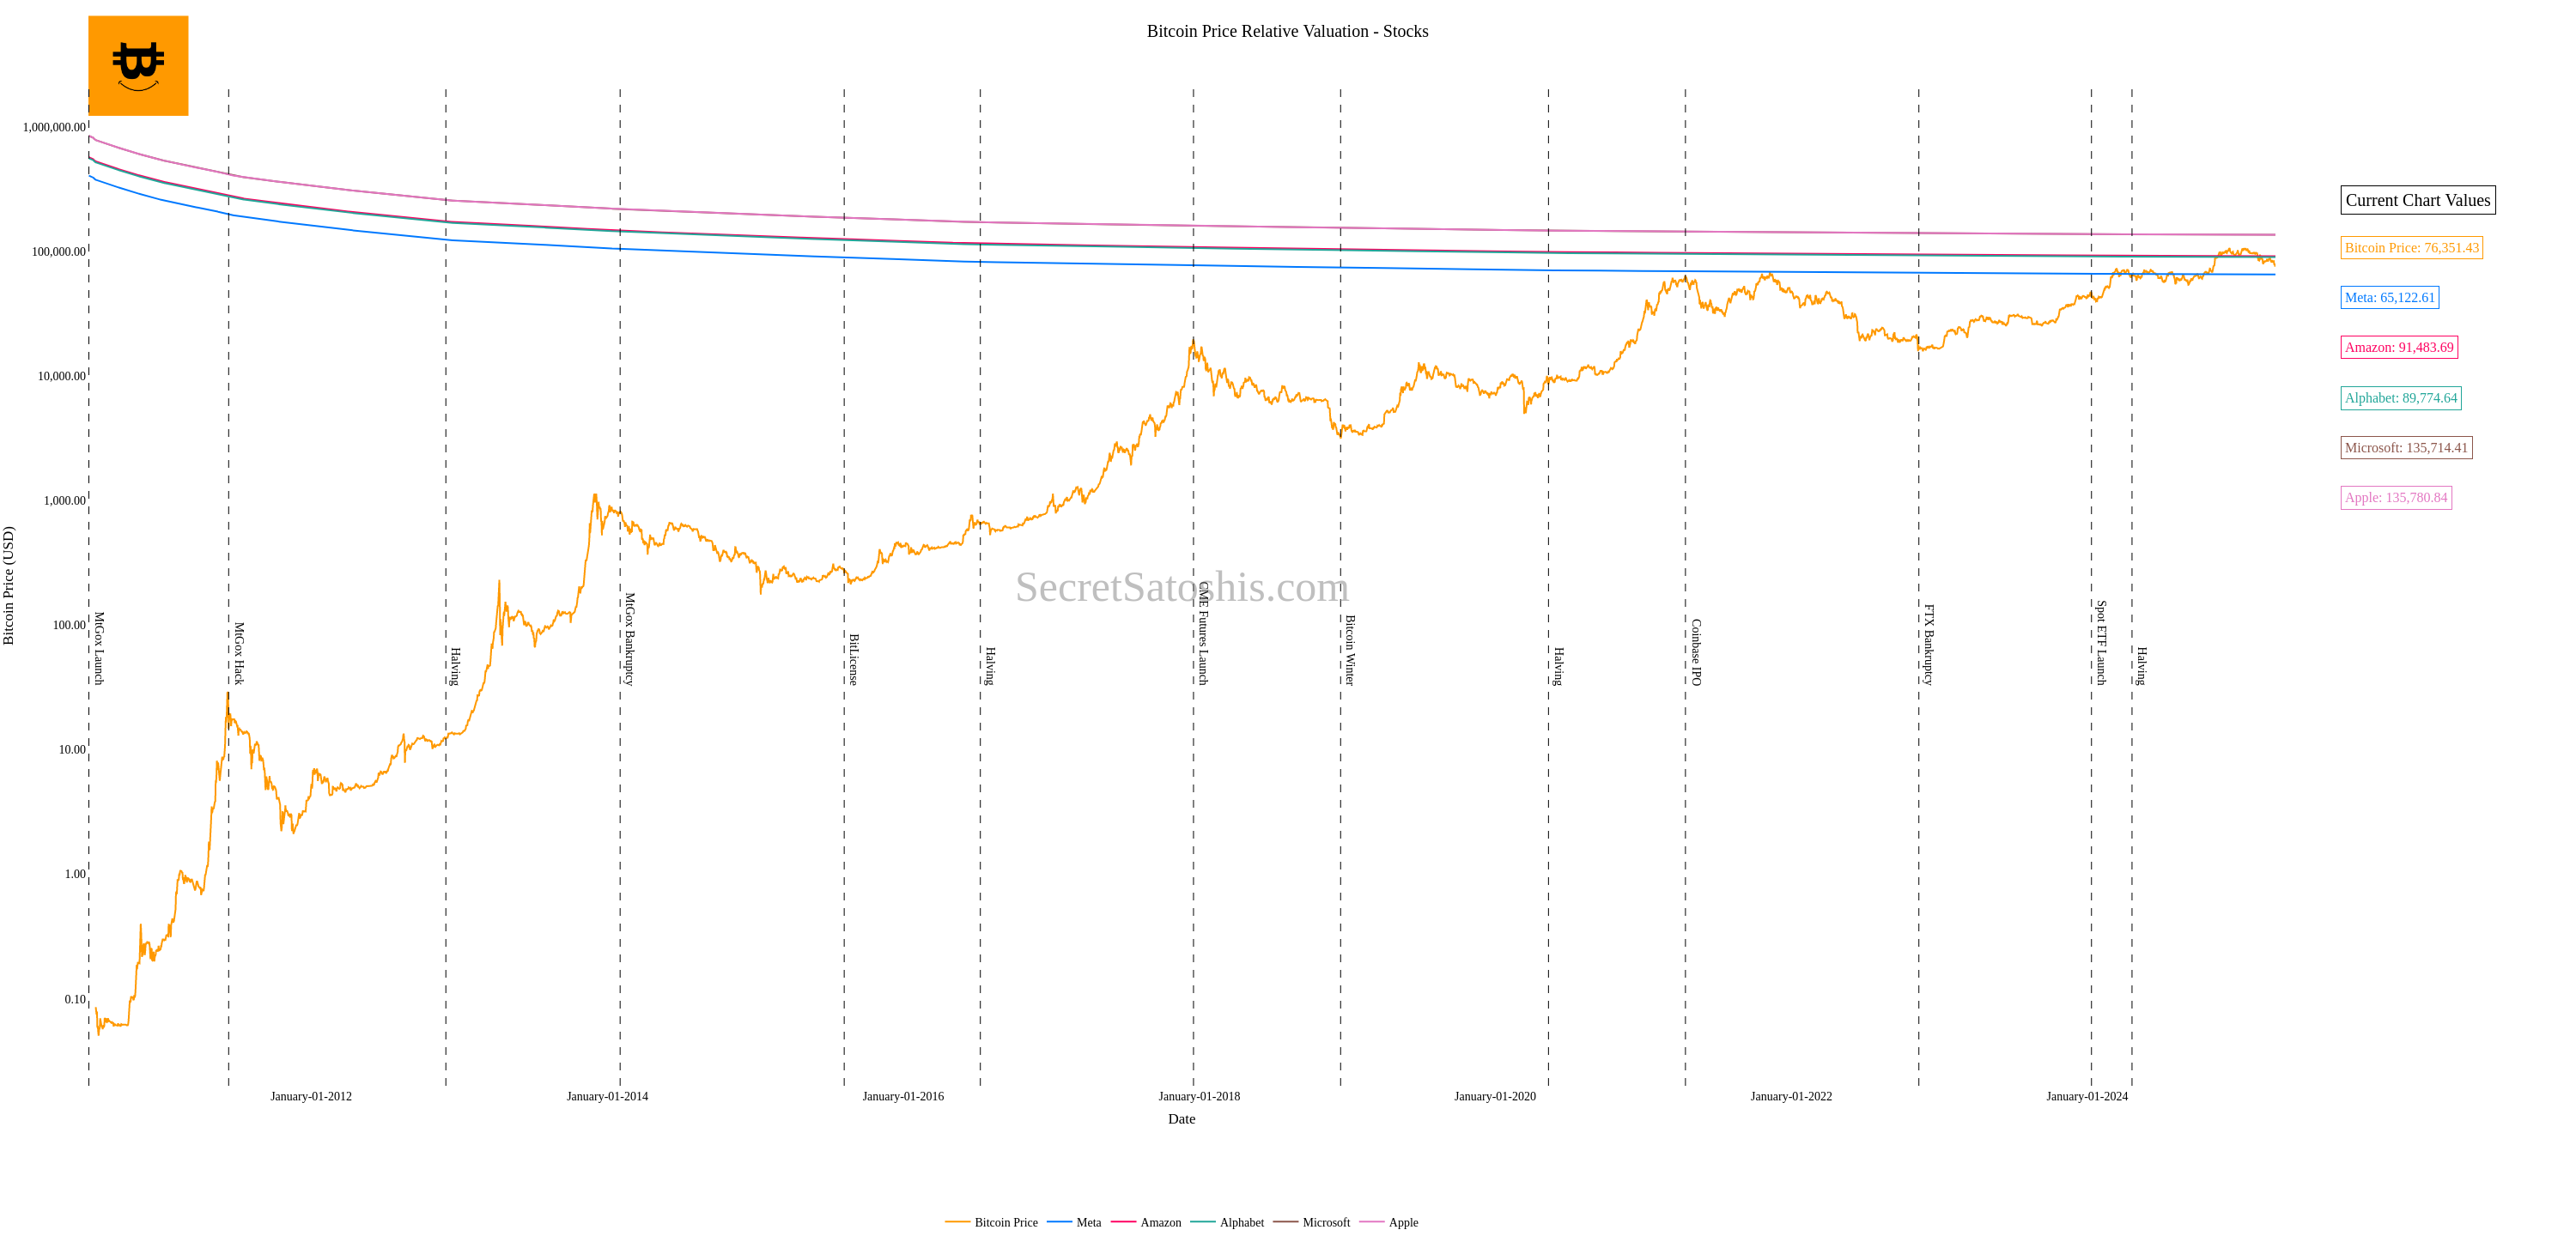 Bitcoin Price Relative Valuation - Stocks
1,000,000.00
100,000.00
10,000.00
1,000.00
100.00
10.00
1.00
0.10
Bitcoin Price (USD)
MtGox Launch
MtGox Hack
Halving
MtGox Bankruptcy
BitLicense
Halving
CME Futures Launch
Bitcoin Winter
Halving
Coinbase IPO
FTX Bankruptcy
Spot ETF Launch
Halving
SecretSatoshis.com
January-01-2012
January-01-2014
January-01-2016
January-01-2018
January-01-2020
January-01-2022
January-01-2024
Date
Current Chart Values
Bitcoin Price: 76,351.43
Meta: 65,122.61
Amazon: 91,483.69
Alphabet: 89,774.64
Microsoft: 135,714.41
Apple: 135,780.84
Bitcoin Price
Meta
Amazon
Alphabet
Microsoft
Apple